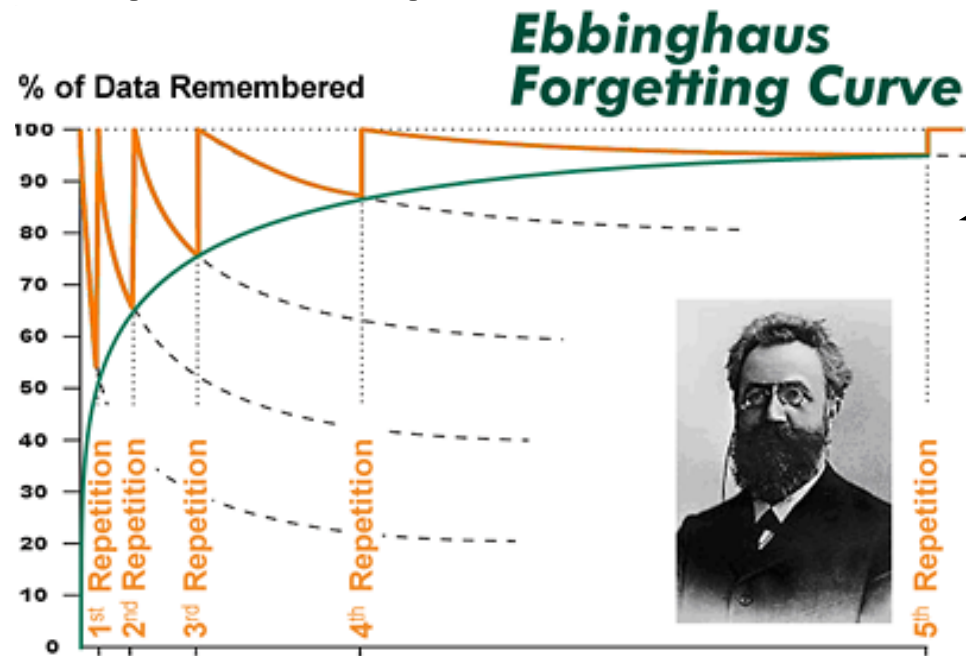 Ebbinghaus
Forgetting Curve
% of Data Remembered
100
90
80
70
60
50
40
30
20
10
0
1st Repetition
2nd Repetition
3rd Repetition
4th Repetition
5th Repetition